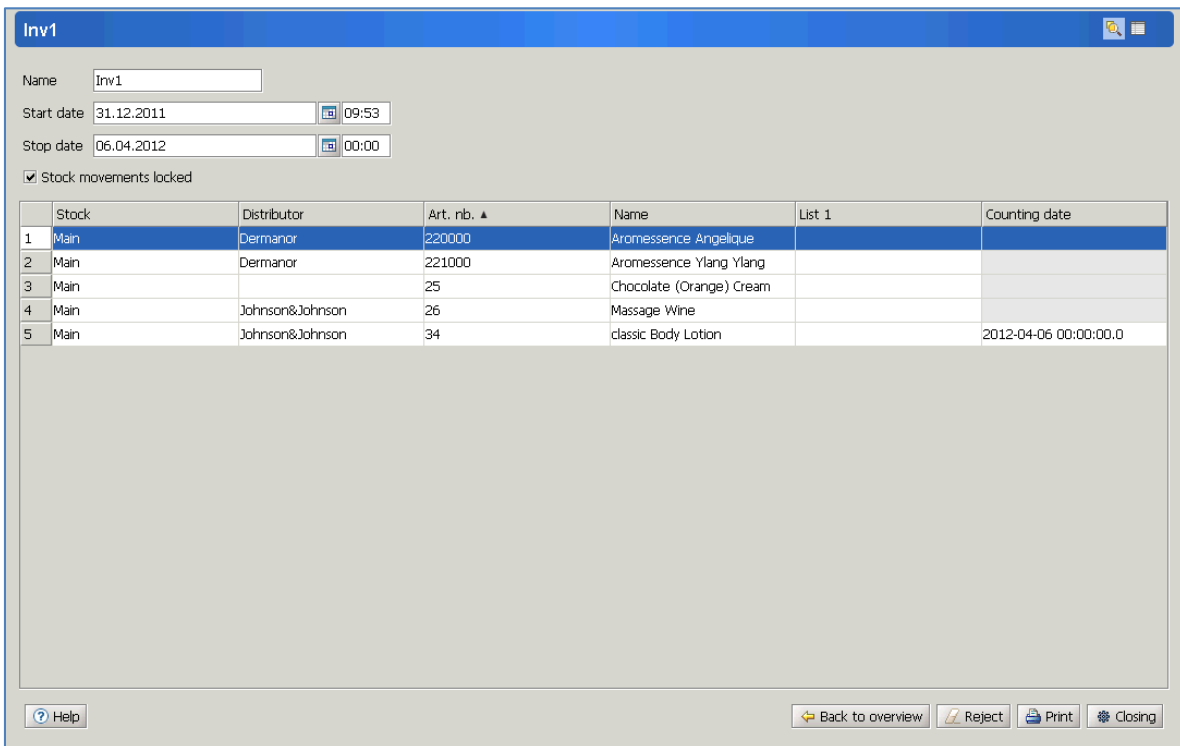 Inv1
Name Inv1
Start date 31.12.2011 09:53
Stop date 06.04.2012 00:00
Stock movements locked
Stock Distributor Art. nb. ▲ Name List 1 Counting date
1 Main Dermanor 220000 Aromessence Angelique
2 Main Dermanor 221000 Aromessence Ylang Ylang
3 Main 25 Chocolate (Orange) Cream
4 Main Johnson&Johnson 26 Massage Wine
5 Main Johnson&Johnson 34 classic Body Lotion 2012-04-06 00:00:00.0
? Help Back to overview Reject Print Closing